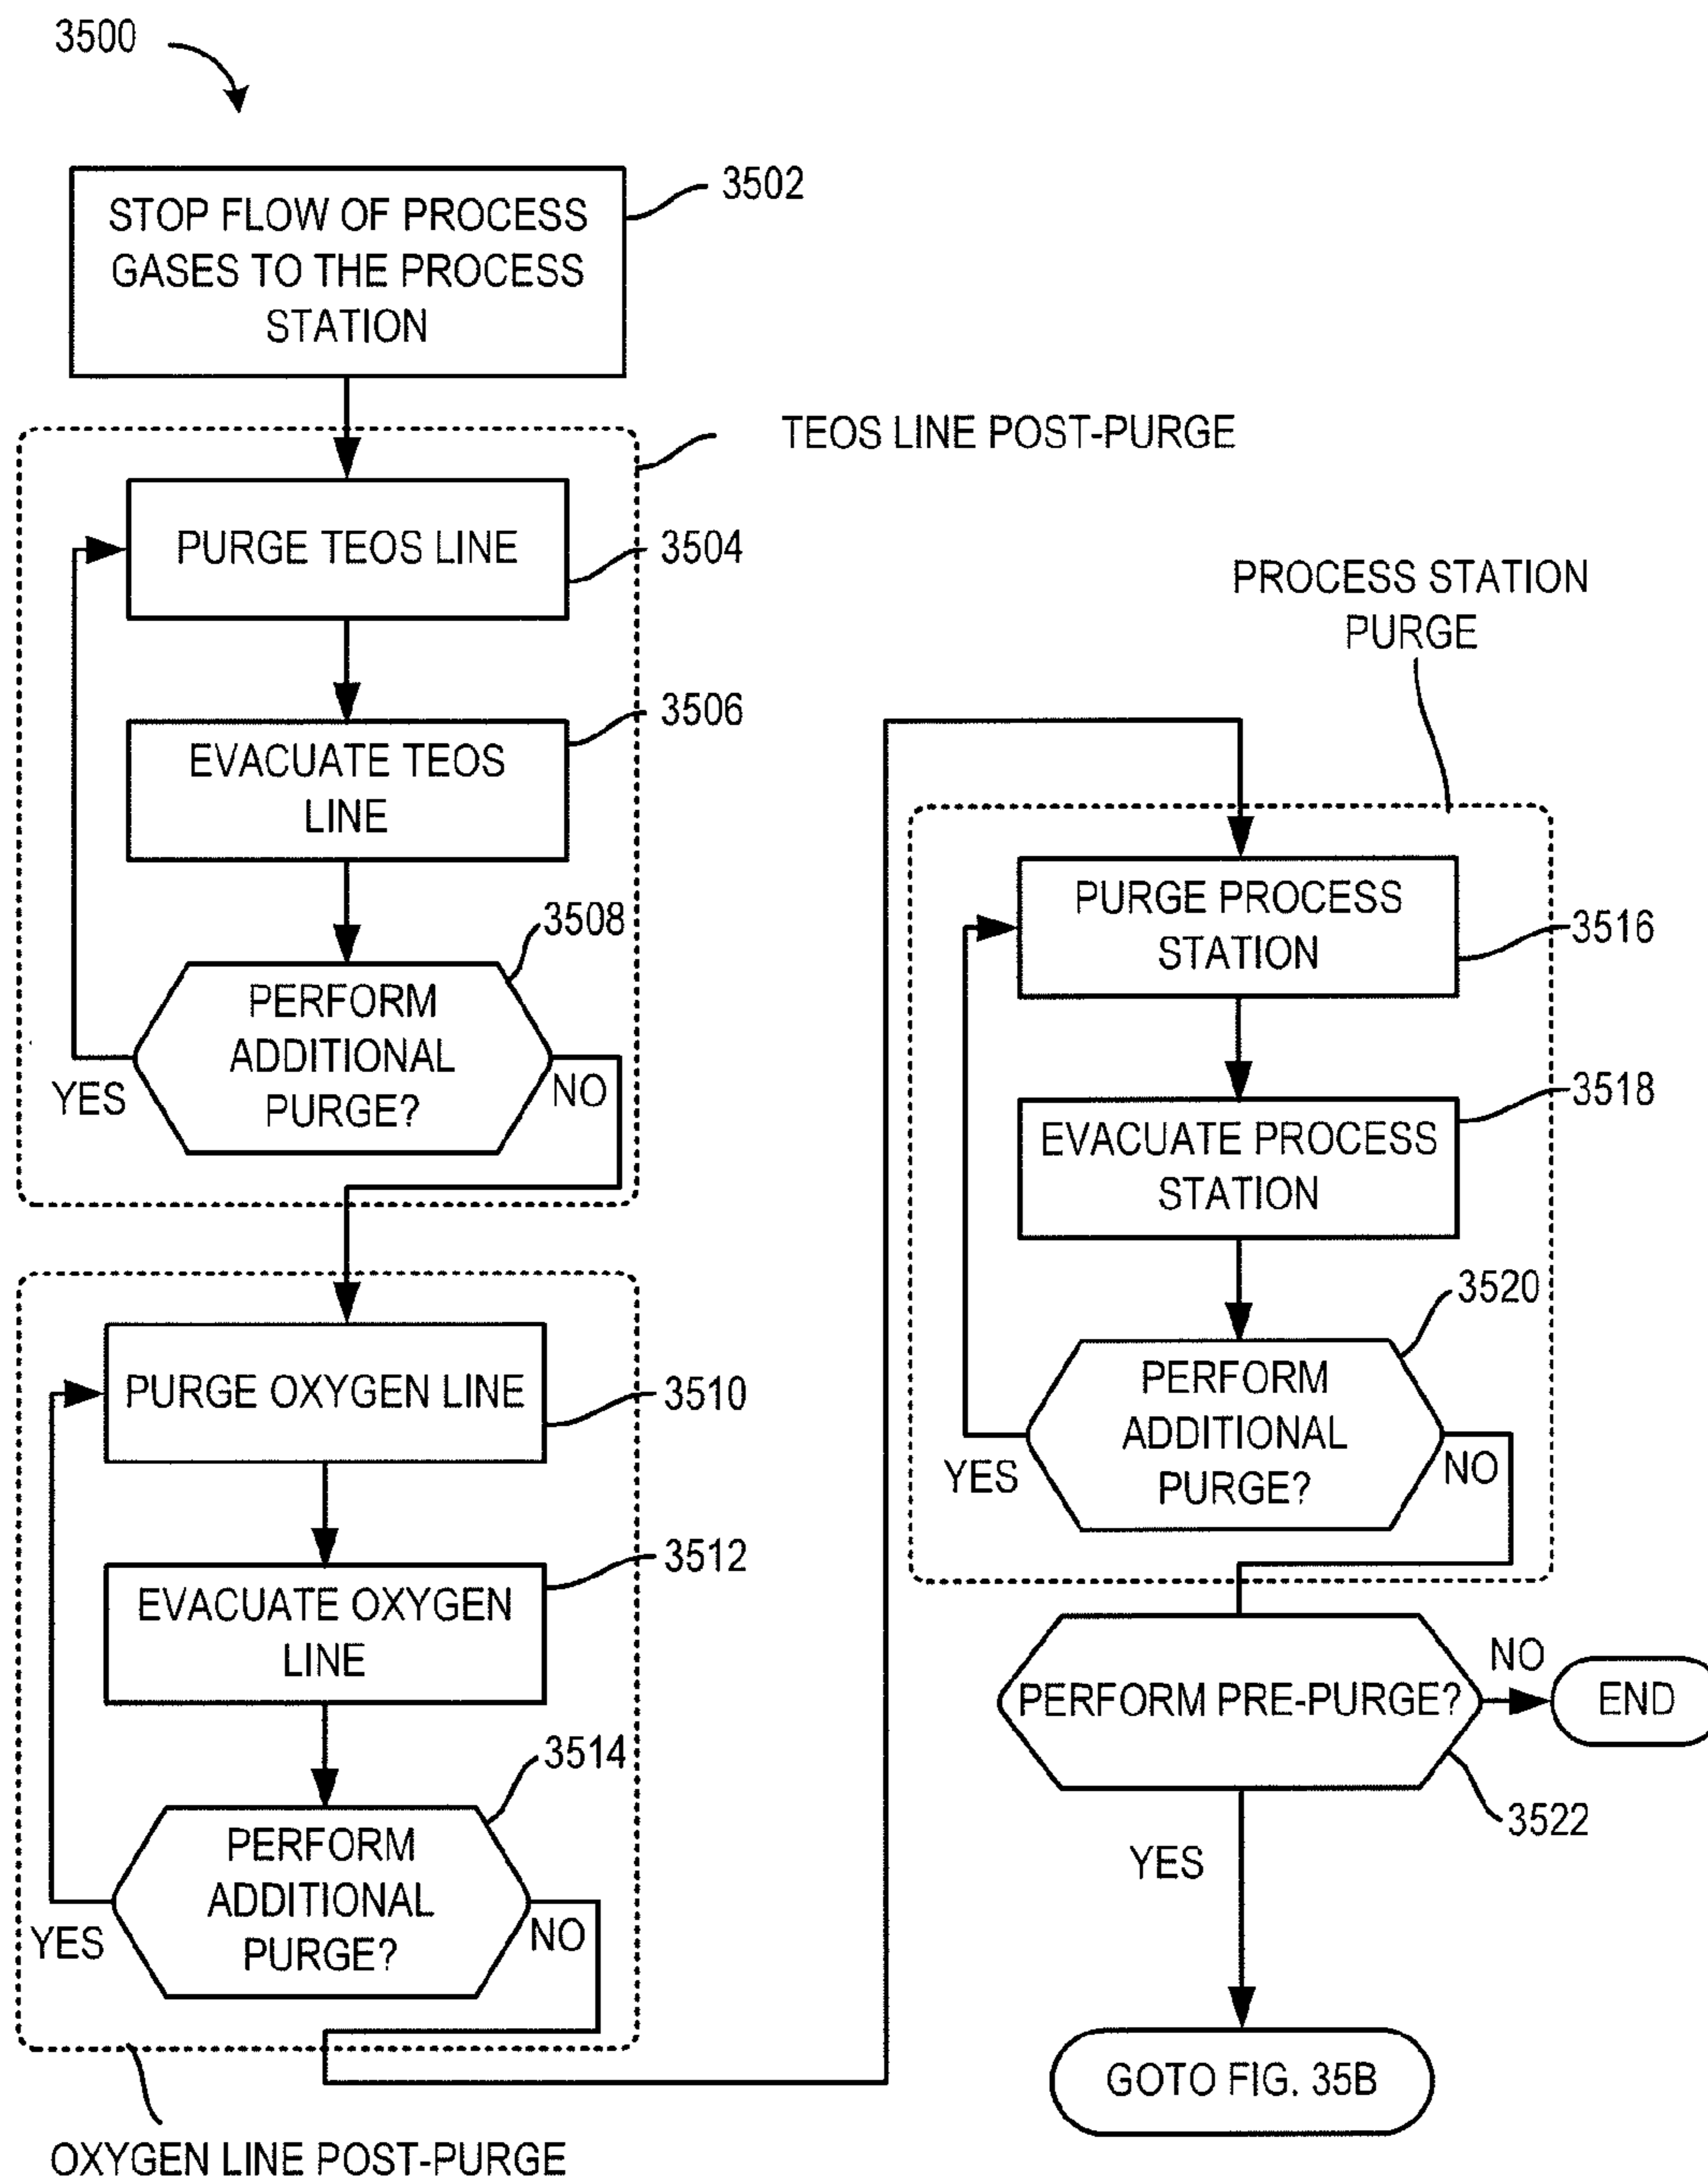 3500
STOP FLOW OF PROCESS
GASES TO THE PROCESS
STATION
3502
TEOS LINE POST-PURGE
PURGE TEOS LINE
3504
EVACUATE TEOS
LINE
3506
3508
PERFORM
ADDITIONAL
PURGE?
YES
NO
PURGE OXYGEN LINE
3510
EVACUATE OXYGEN
LINE
3512
3514
PERFORM
ADDITIONAL
PURGE?
YES
NO
OXYGEN LINE POST-PURGE
PROCESS STATION
PURGE
PURGE PROCESS
STATION
3516
EVACUATE PROCESS
STATION
3518
3520
PERFORM
ADDITIONAL
PURGE?
YES
NO
PERFORM PRE-PURGE?
NO
END
3522
YES
GOTO FIG. 35B